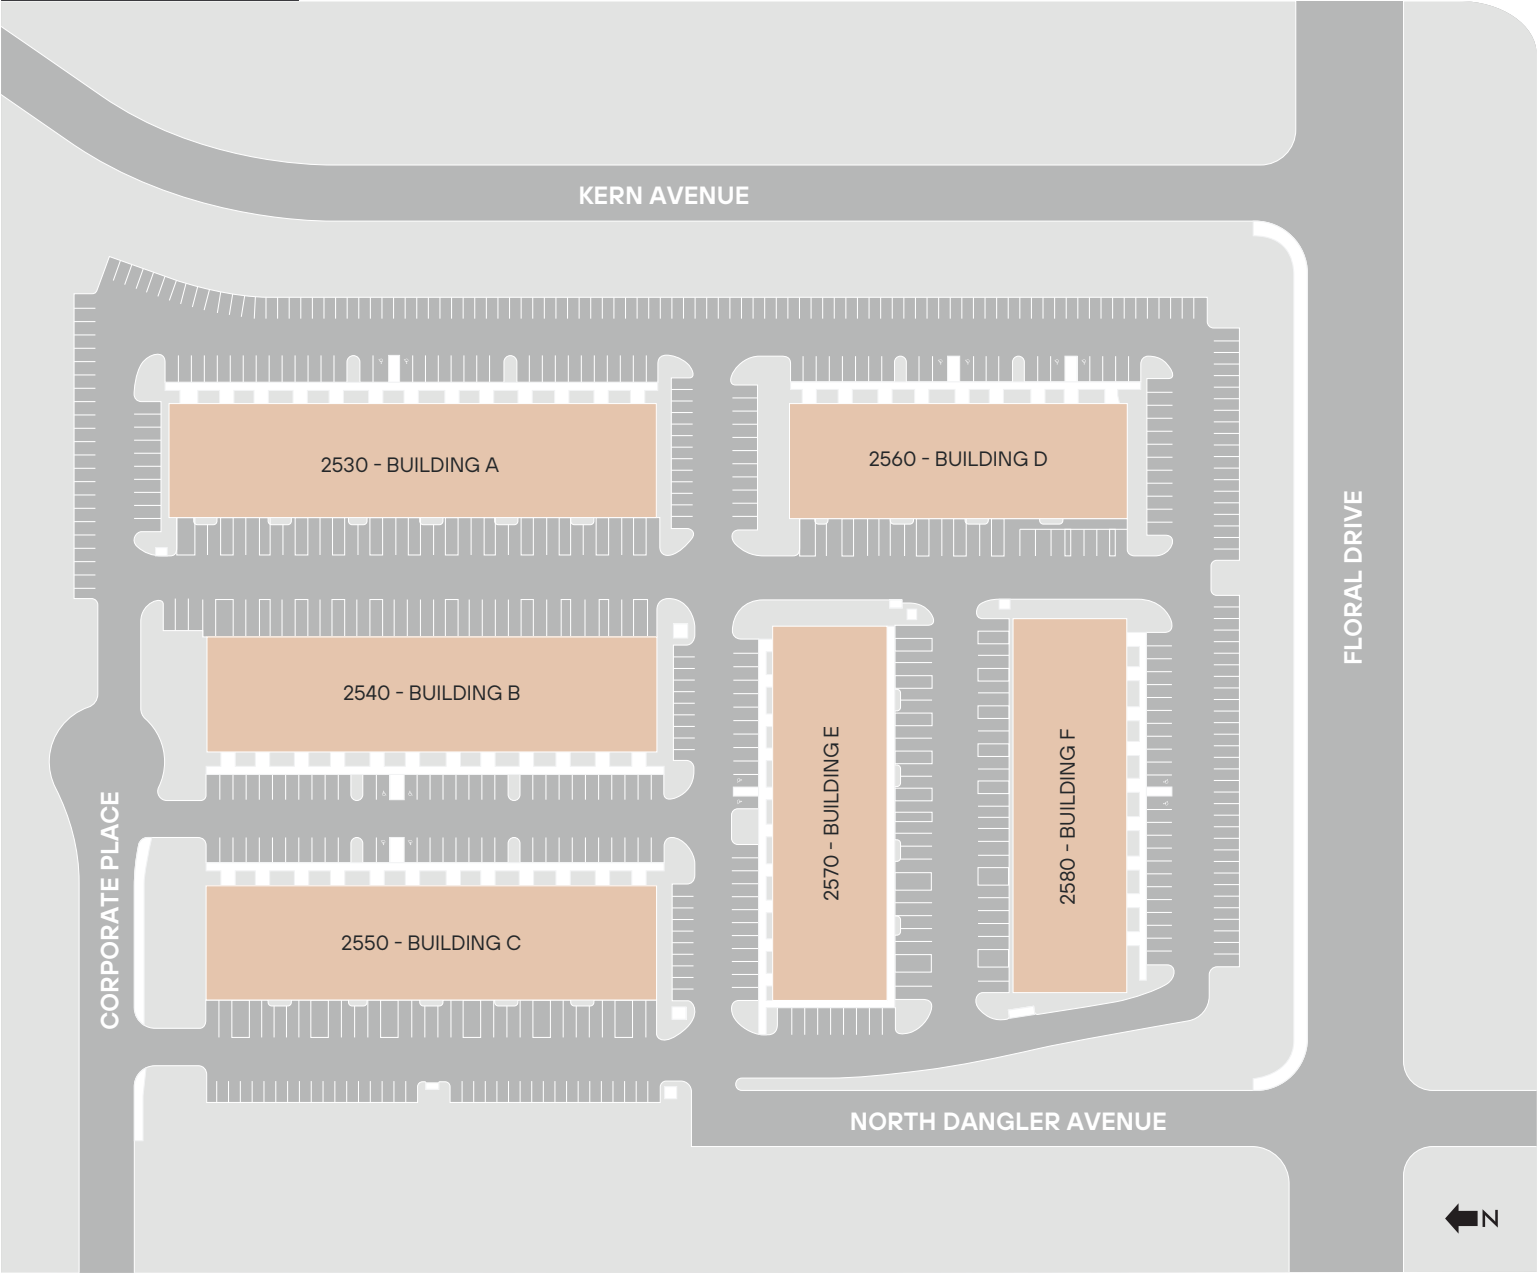 KERN AVENUE
2530 - BUILDING A
2560 - BUILDING D
FLORAL DRIVE
2540 - BUILDING B
2570 - BUILDING E
2580 - BUILDING F
CORPORATE PLACE
2550 - BUILDING C
NORTH DANGLER AVENUE
N